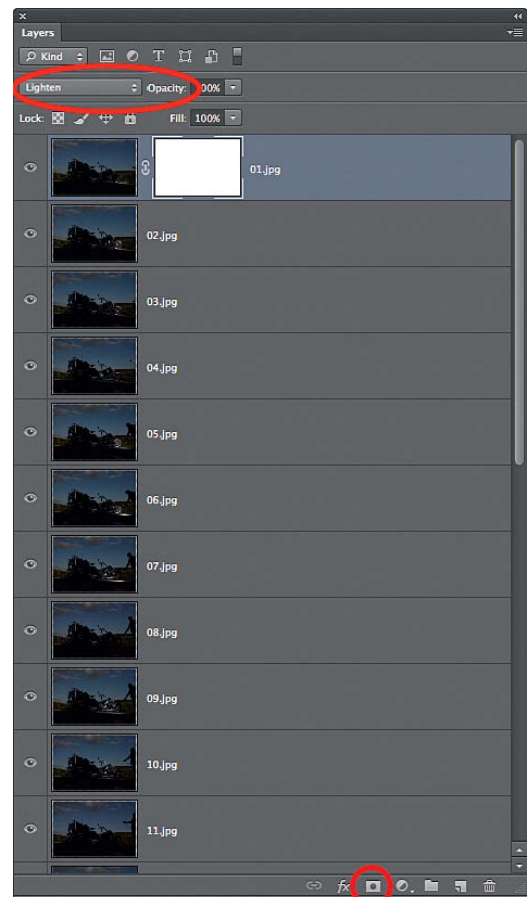 Layers
Kind
Lighten Opacity: 00%
Lock: Fill: 100%
01.jpg
02.jpg
03.jpg
04.jpg
05.jpg
06.jpg
07.jpg
08.jpg
09.jpg
10.jpg
11.jpg
fx